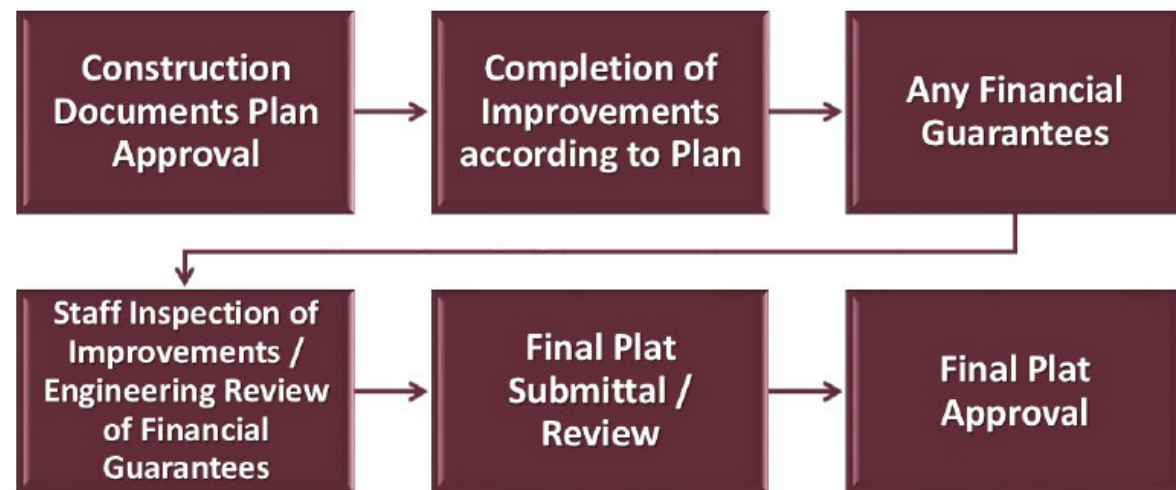 Construction
Documents Plan
Approval
Completion of
Improvements
according to Plan
Any Financial
Guarantees
Staff Inspection of
Improvements /
Engineering Review
of Financial
Guarantees
Final Plat
Submittal /
Review
Final Plat
Approval